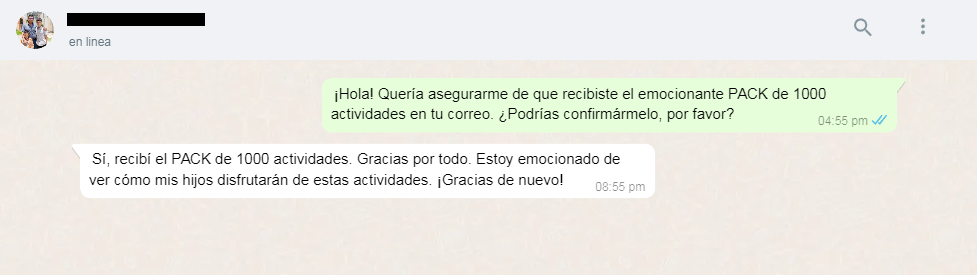 en linea
¡Hola! Quería asegurarme de que recibiste el emocionante PACK de 1000
actividades en tu correo. ¿Podrías confirmármelo, por favor?
04:55 pm
Sí, recibí el PACK de 1000 actividades. Gracias por todo. Estoy emocionado de
ver cómo mis hijos disfrutarán de estas actividades. ¡Gracias de nuevo!
08:55 pm